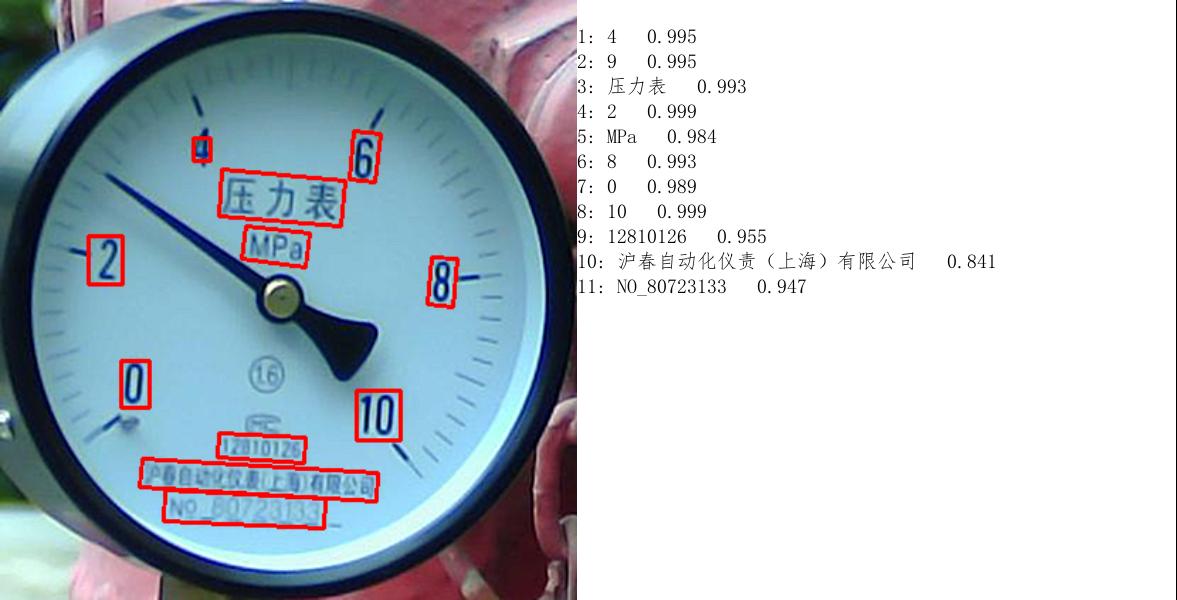 4
6
压力表
MPa
2
8
0
1.6
10
MC
12810126
沪春自动化仪表(上海)有限公司
No_80723133_
1: 4 0.995
2: 9 0.995
3: 压力表 0.993
4: 2 0.999
5: MPa 0.984
6: 8 0.993
7: 0 0.989
8: 10 0.999
9: 12810126 0.955
10: 沪春自动化仪责（上海）有限公司 0.841
11: NO_80723133 0.947